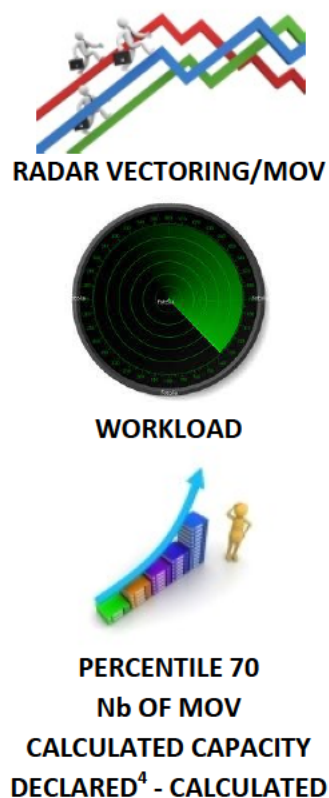 RADAR VECTORING/MOV
WORKLOAD
PERCENTILE 70
Nb OF MOV
CALCULATED CAPACITY
DECLARED⁴ - CALCULATED